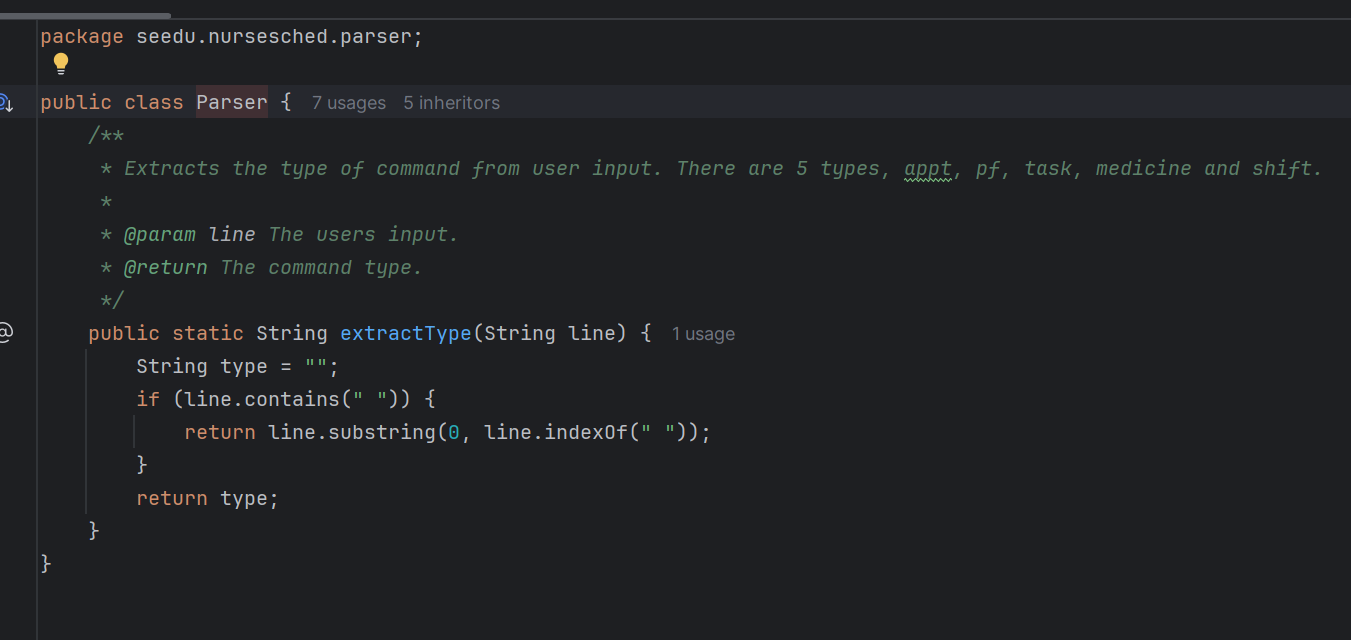 package seedu.nursesched.parser;
public class Parser { 7 usages 5 inheritors
/**
* Extracts the type of command from user input. There are 5 types, appt, pf, task, medicine and shift.
*
* @param line The users input.
* @return The command type.
*/
public static String extractType(String line) { 1 usage
String type = "";
if (line.contains(" ")) {
return line.substring(0, line.indexOf(" "));
}
return type;
}
}